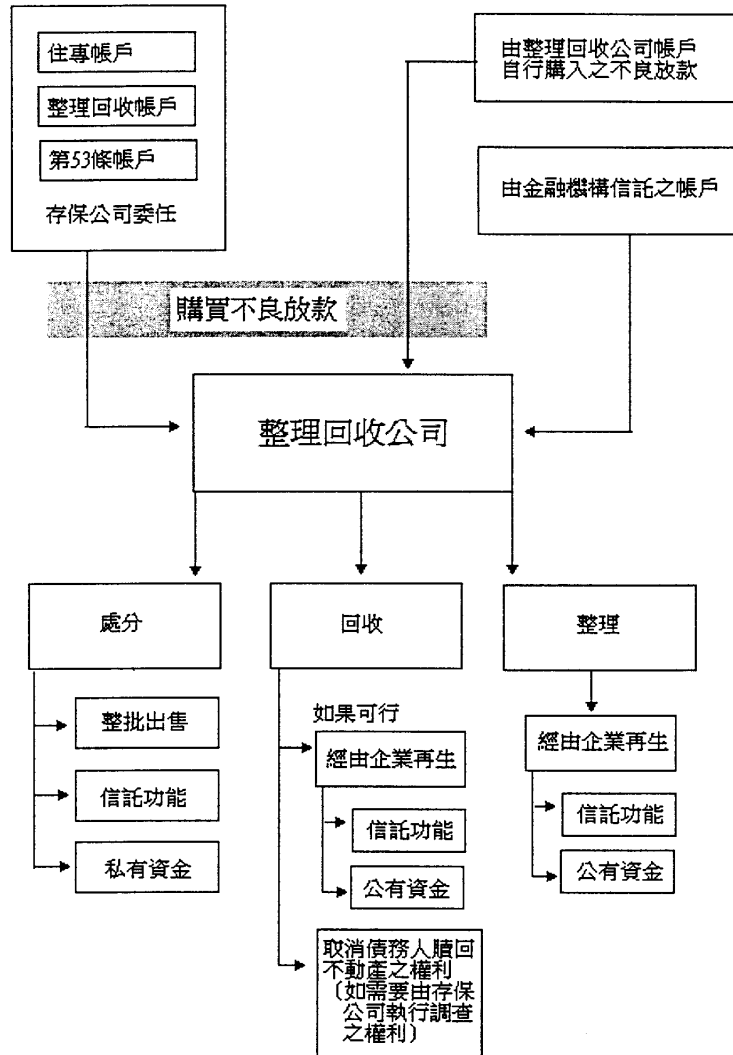 住專帳戶
整理回收帳戶
第53條帳戶
存保公司委任
由整理回收公司帳戶
自行購入之不良放款
由金融機構信託之帳戶
購買不良放款
整理回收公司
處分
整批出售
信託功能
私有資金
回收
如果可行
經由企業再生
信託功能
公有資金
取消債務人贖回
不動產之權利
〔如需要由存保
公司執行調查
之權利〕
整理
經由企業再生
信託功能
公有資金